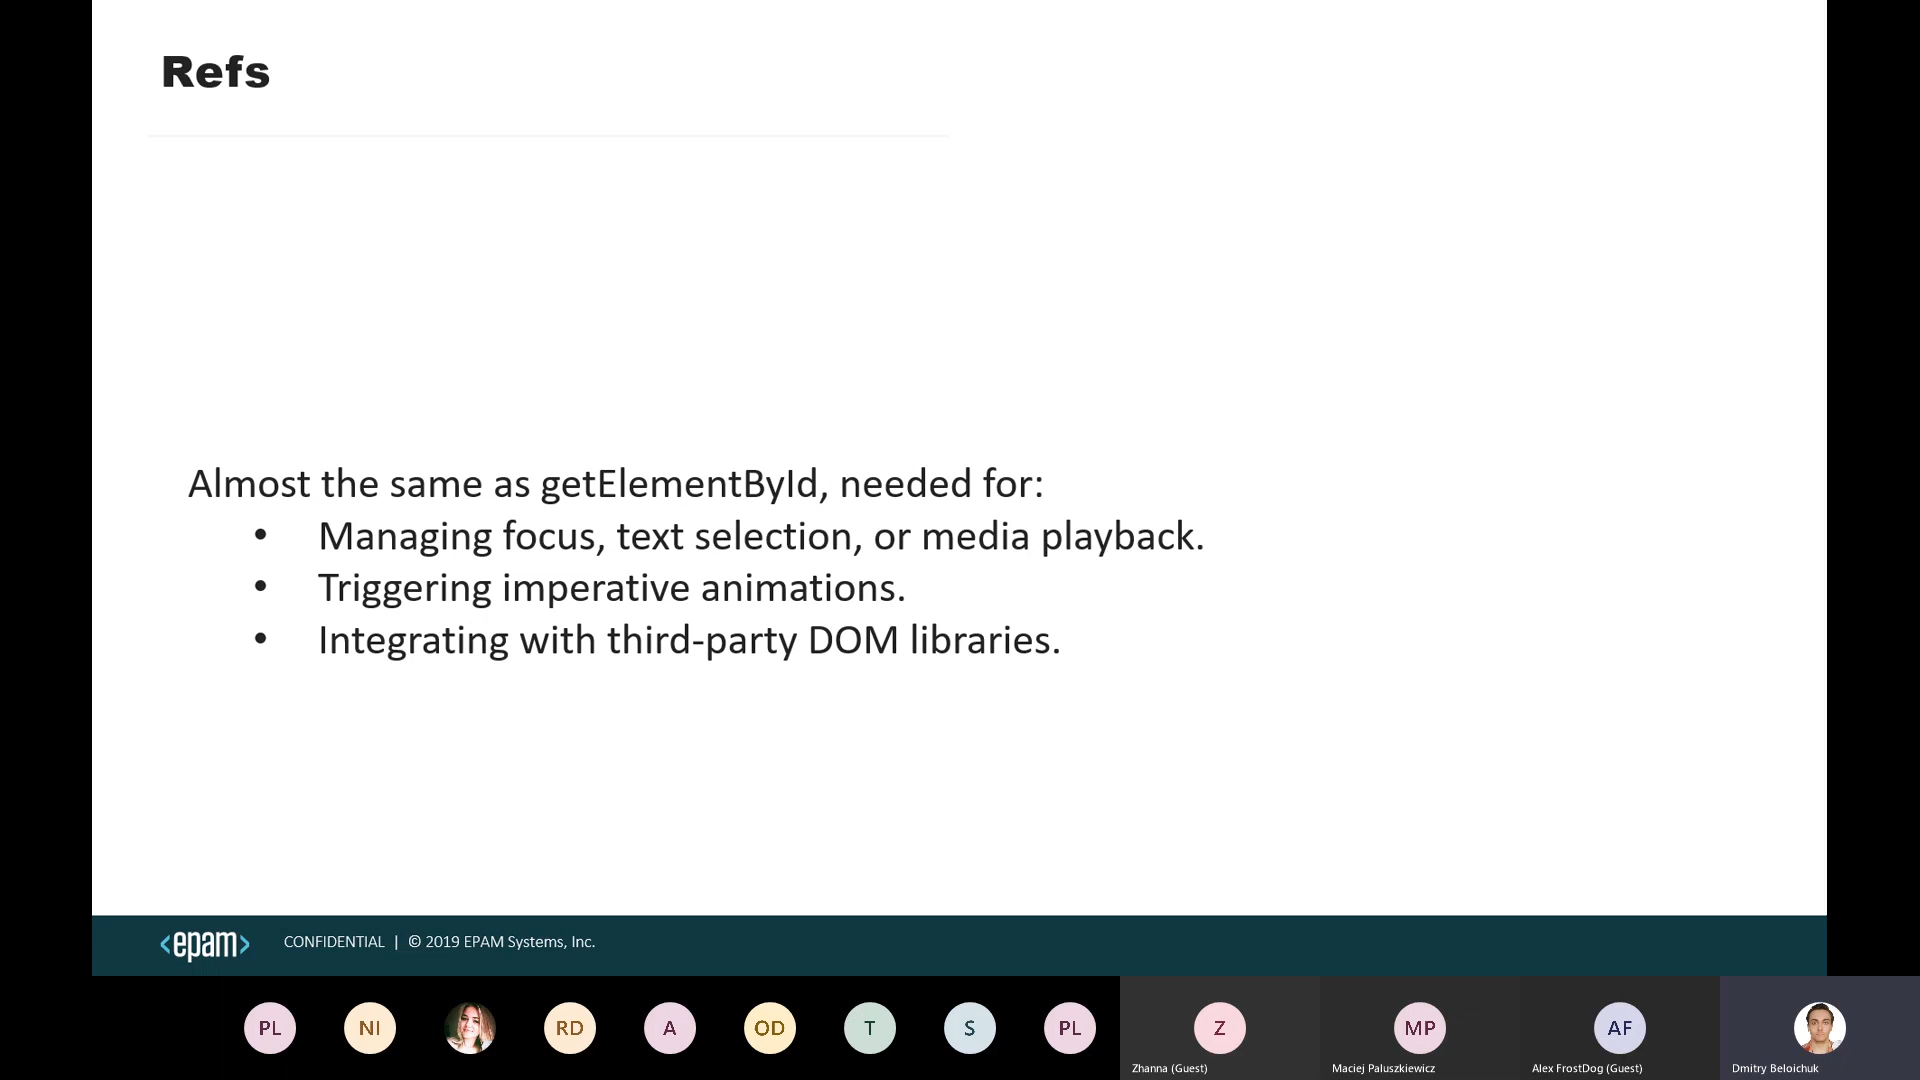 Refs
Almost the same as getElementById, needed for:
• Managing focus, text selection, or media playback.
• Triggering imperative animations.
• Integrating with third-party DOM libraries.
<epam> CONFIDENTIAL | © 2019 EPAM Systems, Inc.
PL NI RD A OD T S PL Z MP AF
Zhanna (Guest) Maciej Paluszkiewicz Alex FrostDog (Guest) Dmitry Beloichuk